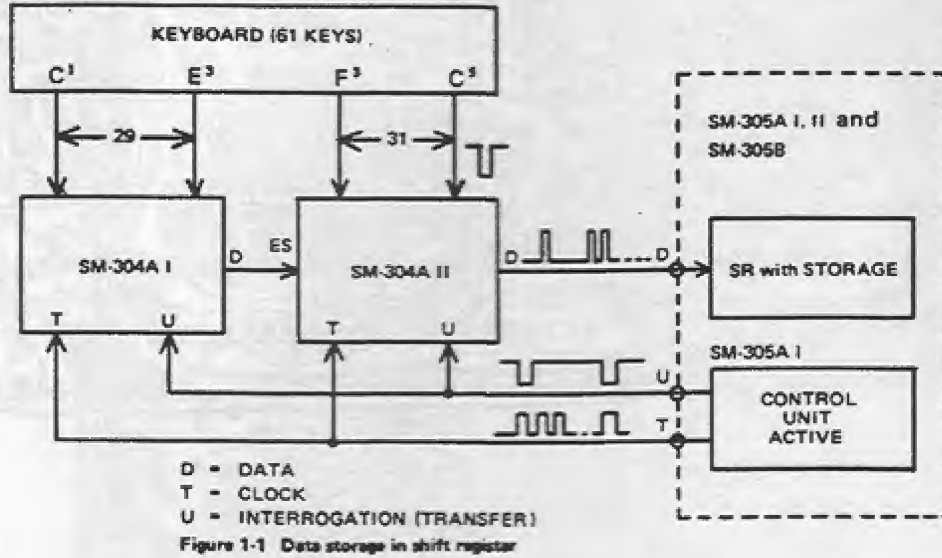 KEYBOARD (61 KEYS)
C¹ E³ F³ C⁵
29 31
SM-305A I, II and
SM-305B
SM-304A I
D
ES
SM-304A II
D
D
SR with STORAGE
T U
T U
SM-305A I
U
CONTROL
UNIT
ACTIVE
T
D = DATA
T = CLOCK
U = INTERROGATION (TRANSFER)
Figure 1-1 Data storage in shift register